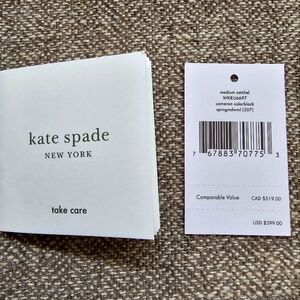 kate spade
NEW YORK
take care
medium satchel
WKRU6697
cameron colorblock
sprngmdwml (307)
7 67883 70775 3
Comparable Value CAD $519.00
USD $399.00